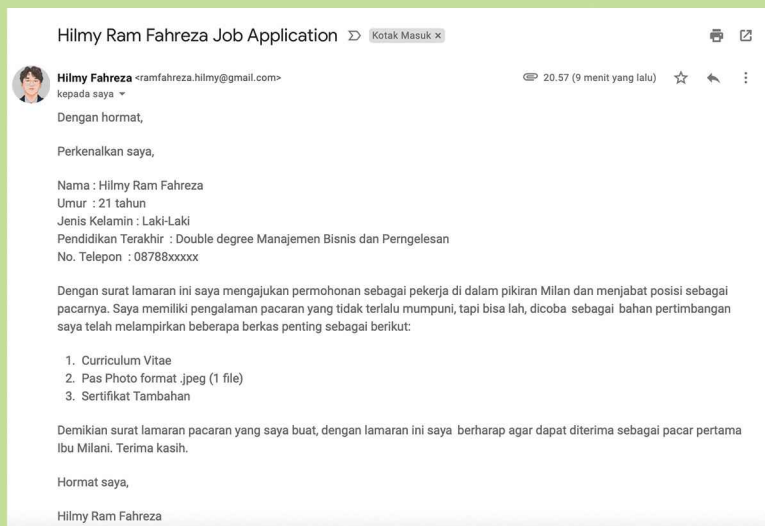 Hilmy Ram Fahreza Job Application Kotak Masuk ×
Hilmy Fahreza <ramfahreza.hilmy@gmail.com> 20.57 (9 menit yang lalu)
kepada saya
Dengan hormat,
Perkenalkan saya,
Nama : Hilmy Ram Fahreza
Umur : 21 tahun
Jenis Kelamin : Laki-Laki
Pendidikan Terakhir : Double degree Manajemen Bisnis dan Perngelesan
No. Telepon : 08788xxxxx
Dengan surat lamaran ini saya mengajukan permohonan sebagai pekerja di dalam pikiran Milan dan menjabat posisi sebagai
pacarnya. Saya memiliki pengalaman pacaran yang tidak terlalu mumpuni, tapi bisa lah, dicoba sebagai bahan pertimbangan
saya telah melampirkan beberapa berkas penting sebagai berikut:
1. Curriculum Vitae
2. Pas Photo format .jpeg (1 file)
3. Sertifikat Tambahan
Demikian surat lamaran pacaran yang saya buat, dengan lamaran ini saya berharap agar dapat diterima sebagai pacar pertama
Ibu Milani. Terima kasih.
Hormat saya,
Hilmy Ram Fahreza